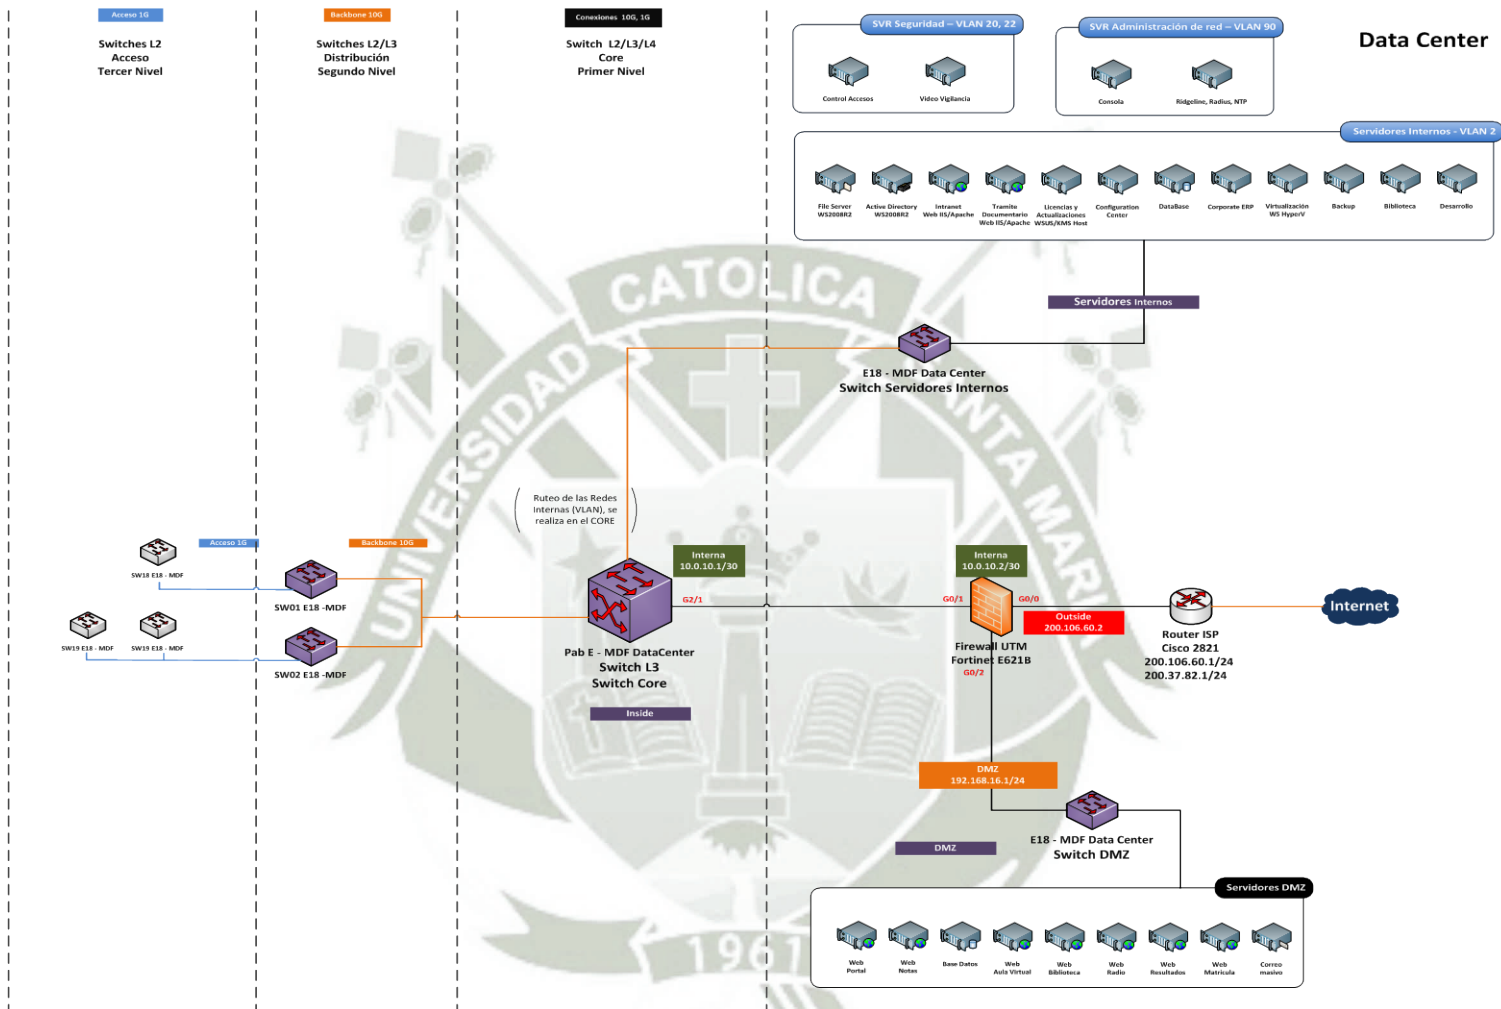 Acceso 1G
Switches L2
Acceso
Tercer Nivel
Backbone 10G
Switches L2/L3
Distribución
Segundo Nivel
Conexiones 10G, 1G
Switch L2/L3/L4
Core
Primer Nivel
SVR Seguridad – VLAN 20, 22
Control Accesos
Video Vigilancia
SVR Administración de red – VLAN 90
Consola
Ridgeline, Radius, NTP
Data Center
Servidores Internos - VLAN 2
File Server
WS2008R2
Active Directory
WS2008R2
Intranet
Web IIS/Apache
Tramite
Documentario
Web IIS/Apache
Licencias y
Actualizaciones
WSUS/KMS Host
Configuration
Center
DataBase
Corporate ERP
Virtualización
WS HyperV
Backup
Biblioteca
Desarrollo
Servidores Internos
E18 - MDF Data Center
Switch Servidores Internos
UNIVERSIDAD CATOLICA SANTA MARIA
Ruteo de las Redes
Internas (VLAN), se
realiza en el CORE
Acceso 1G
Backbone 10G
SW18 E18 - MDF
SW19 E18 - MDF
SW19 E18 - MDF
SW01 E18 -MDF
SW02 E18 -MDF
Interna
10.0.10.1/30
G2/1
Pab E - MDF DataCenter
Switch L3
Switch Core
Inside
Interna
10.0.10.2/30
G0/1
G0/0
Outside
200.106.60.2
Firewall UTM
Fortinet E621B
G0/2
Router ISP
Cisco 2821
200.106.60.1/24
200.37.82.1/24
Internet
DMZ
192.168.16.1/24
E18 - MDF Data Center
Switch DMZ
DMZ
Servidores DMZ
Web
Portal
Web
Notas
Base Datos
Web
Aula Virtual
Web
Biblioteca
Web
Radio
Web
Resultados
Web
Matrícula
Correo
masivo
1961